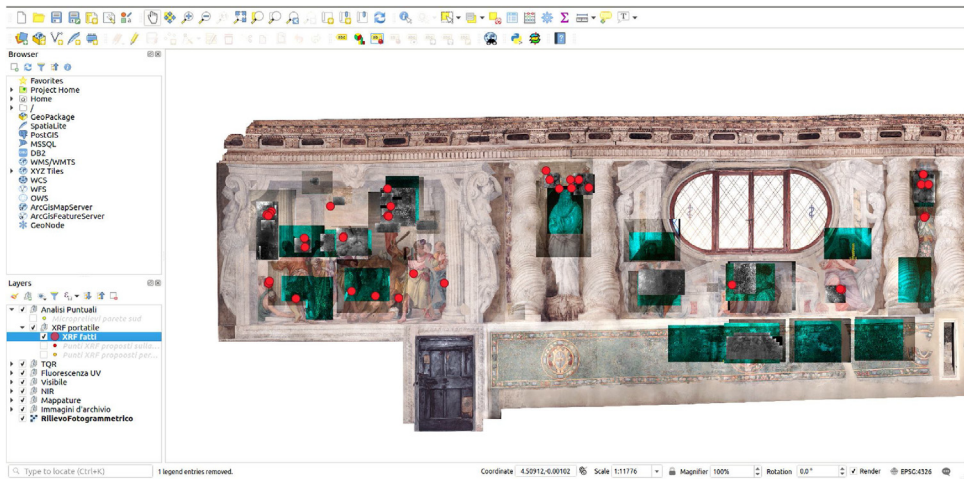 T
abc
Browser
Favorites
Project Home
Home
/
GeoPackage
SpatiaLite
PostGIS
MSSQL
DB2
WMS/WMTS
XYZ Tiles
WCS
WFS
OWS
ArcGisMapServer
ArcGisFeatureServer
GeoNode
Layers
Analisi Puntuali
Microprelievi parete sud
XRF portatile
XRF fatti
Punti XRF proposti sullo...
Punti XRF proposti per...
TQR
Fluorescenza UV
Visibile
NIR
Mappature
Immagini d'archivio
RilievoFotogrammetrico
Type to locate (Ctrl+K) 1 legend entries removed. Coordinate 4.50912,-0.00102 Scale 1:11776 Magnifier 100% Rotation 0.0 ° Render EPSG:4326